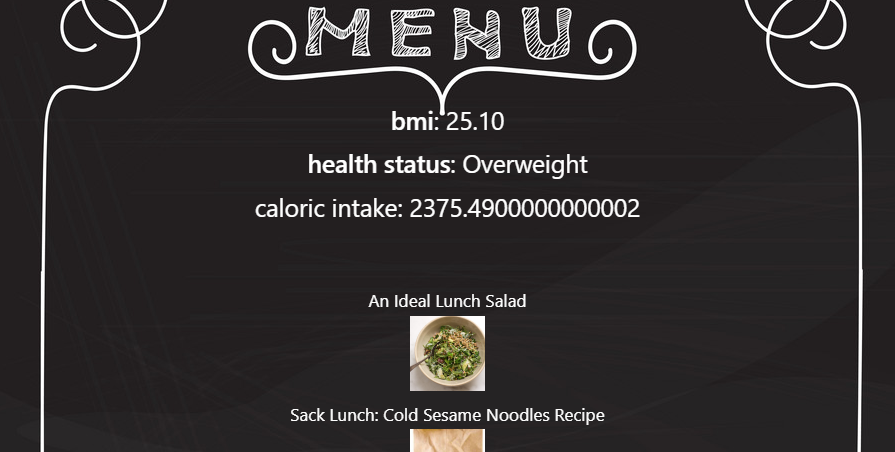 MENU
bmi: 25.10
health status: Overweight
caloric intake: 2375.4900000000002
An Ideal Lunch Salad
Sack Lunch: Cold Sesame Noodles Recipe